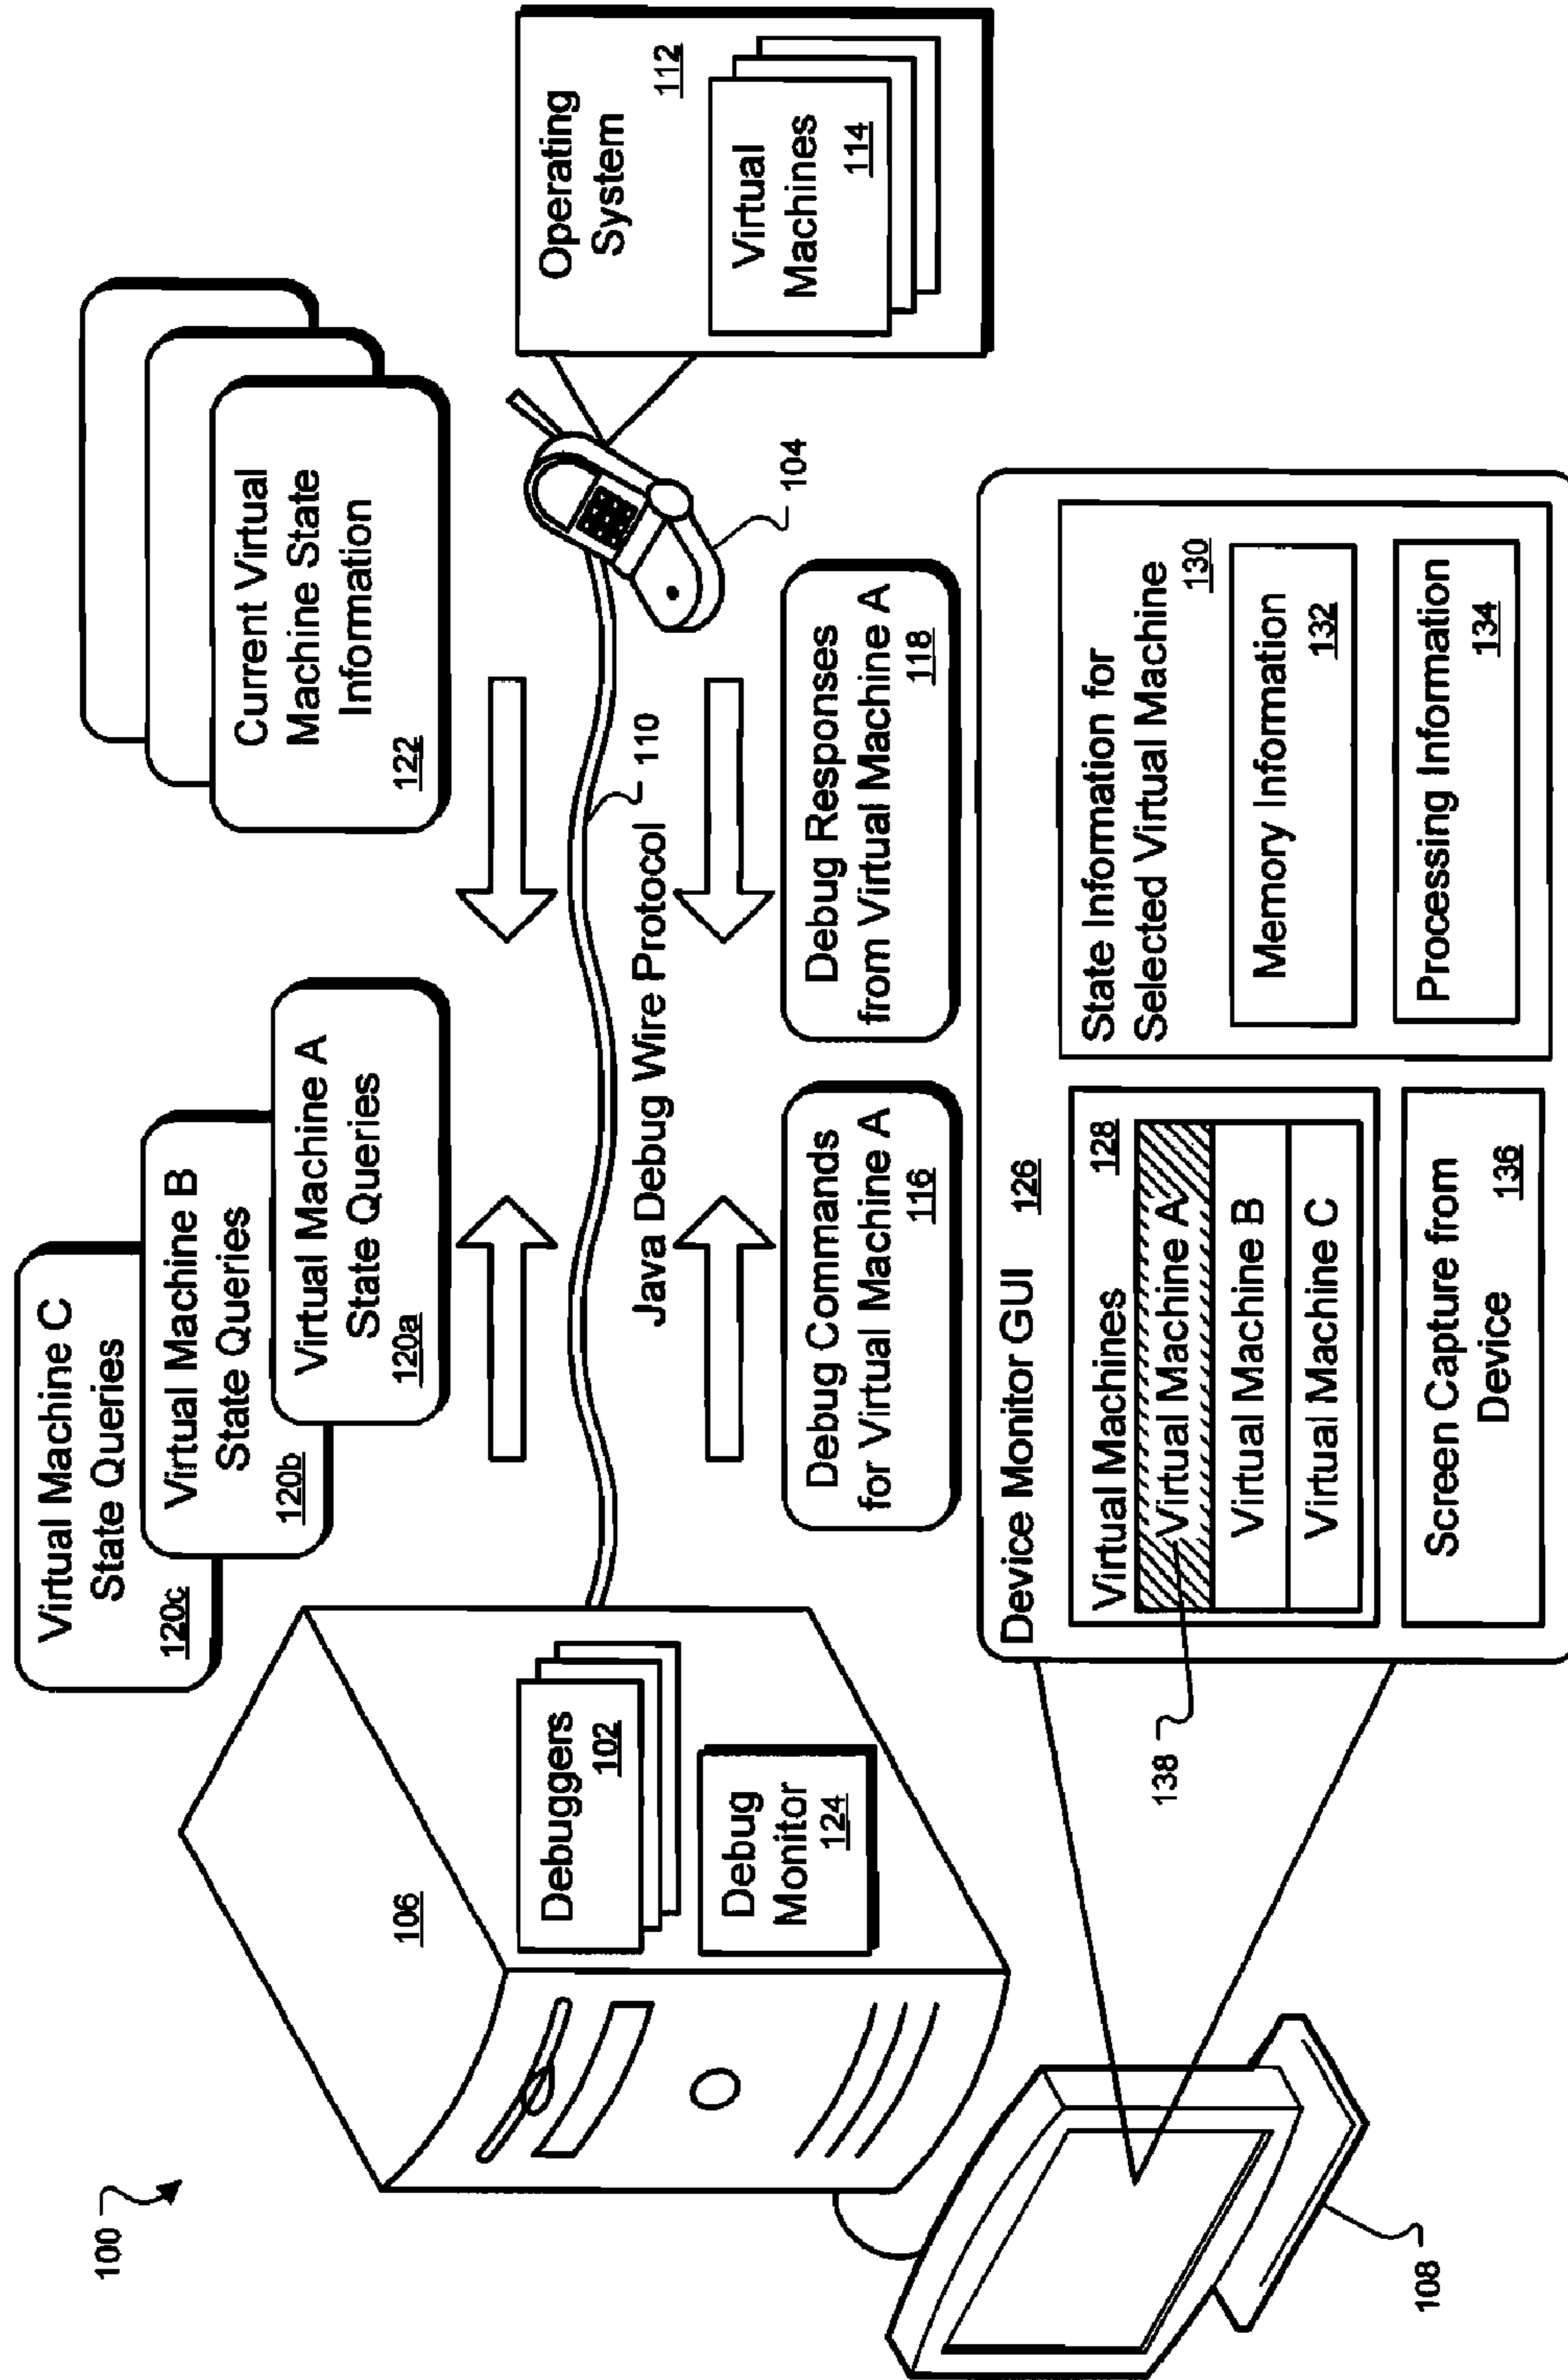 100
Virtual Machine C
State Queries
120c
Virtual Machine B
State Queries
120b
Virtual Machine A
State Queries
120a
Current Virtual
Machine State
Information
122
106
Debuggers
102
Debug
Monitor
124
110
Java Debug Wire Protocol
104
Operating
System
112
Virtual
Machines
114
Debug Commands
for Virtual Machine A
116
Debug Responses
from Virtual Machine A
118
108
138
Device Monitor GUI
126
Virtual Machines
128
Virtual Machine A
Virtual Machine B
Virtual Machine C
Screen Capture from
Device
136
State Information for
Selected Virtual Machine
130
Memory Information
132
Processing Information
134